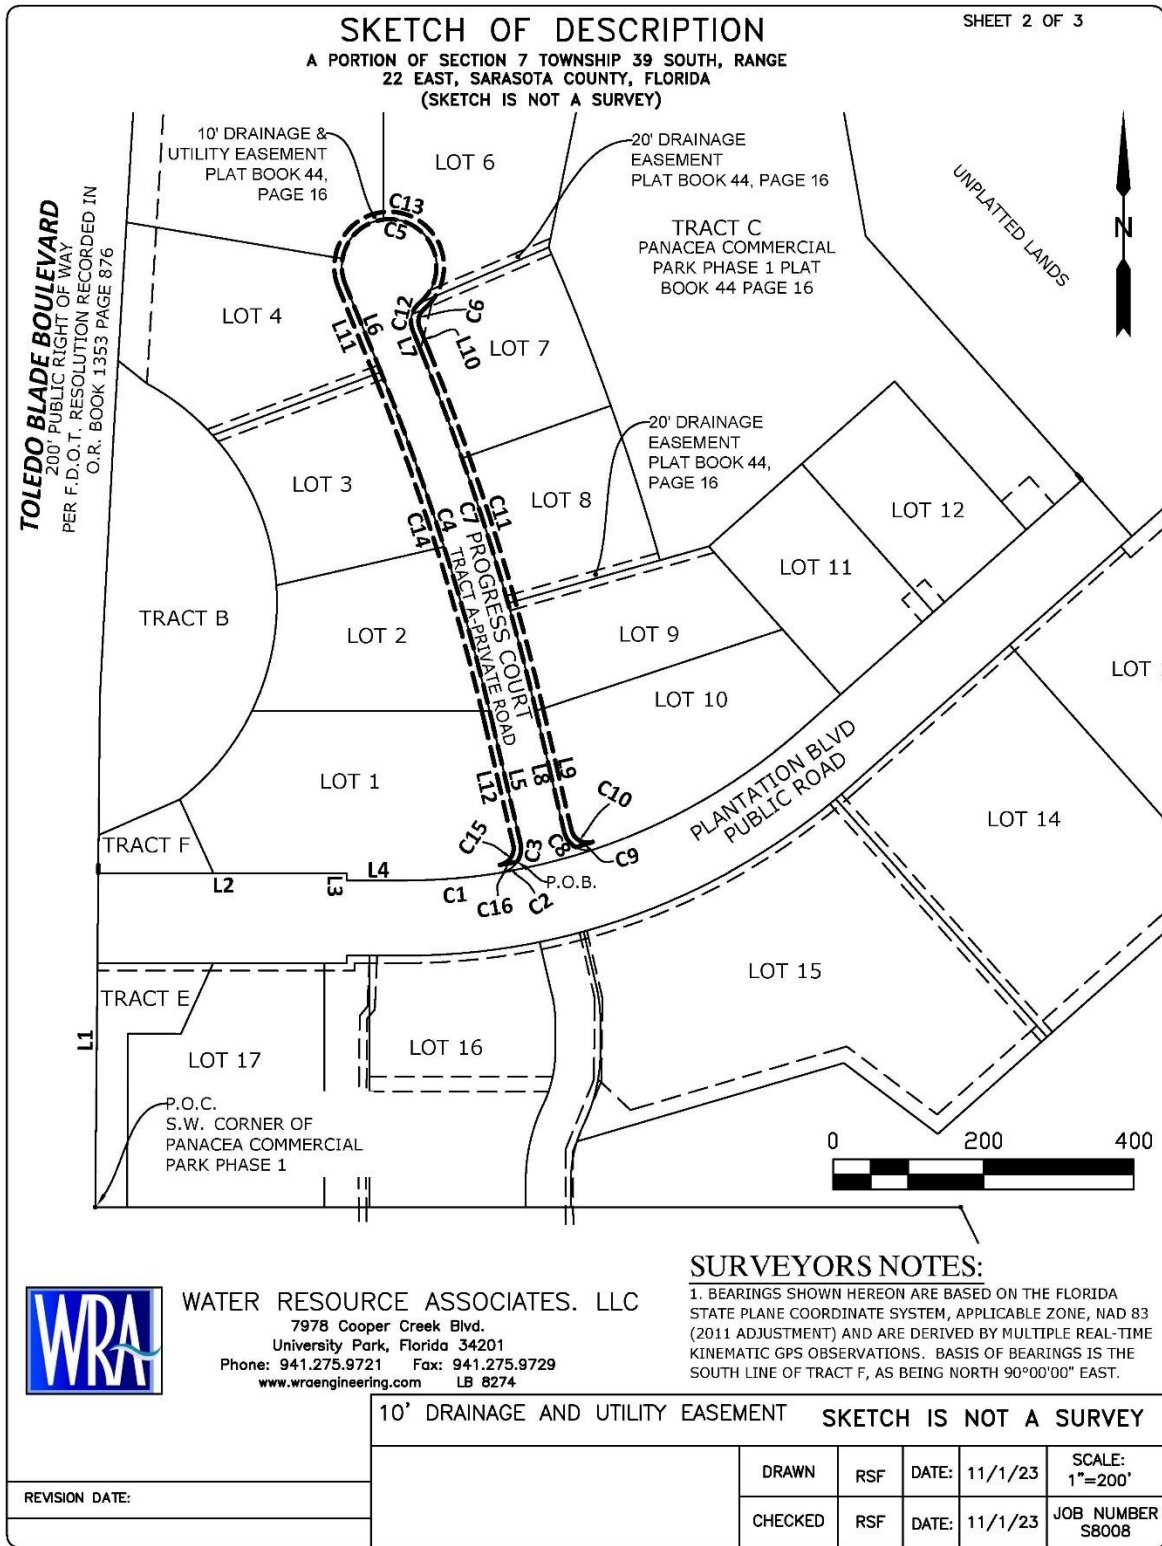 SKETCH OF DESCRIPTION
SHEET 2 OF 3
A PORTION OF SECTION 7 TOWNSHIP 39 SOUTH, RANGE
22 EAST, SARASOTA COUNTY, FLORIDA
(SKETCH IS NOT A SURVEY)
10' DRAINAGE &
UTILITY EASEMENT
PLAT BOOK 44,
PAGE 16
LOT 6
20' DRAINAGE
EASEMENT
PLAT BOOK 44, PAGE 16
TRACT C
PANACEA COMMERCIAL
PARK PHASE 1 PLAT
BOOK 44 PAGE 16
UNPLATTED LANDS
N
TOLEDO BLADE BOULEVARD
200' PUBLIC RIGHT OF WAY
PER F.D.O.T. RESOLUTION RECORDED IN
O.R. BOOK 1353 PAGE 876
C13
C5
LOT 4
C12
C6
L6
L11
L7
L10
LOT 7
20' DRAINAGE
EASEMENT
PLAT BOOK 44,
PAGE 16
LOT 3
LOT 8
LOT 12
C4
C14
C7
C11
PROGRESS COURT
TRACT A-PRIVATE ROAD
LOT 11
TRACT B
LOT 2
LOT 9
LOT
LOT 10
LOT 1
L12
L5
L8
L9
PLANTATION BLVD
PUBLIC ROAD
C10
C15
C3
C8
C9
LOT 14
TRACT F
L2
L3
L4
C1
C16
C2
P.O.B.
TRACT E
LOT 15
L1
LOT 17
LOT 16
P.O.C.
S.W. CORNER OF
PANACEA COMMERCIAL
PARK PHASE 1
0 200 400
WRA
WATER RESOURCE ASSOCIATES. LLC
7978 Cooper Creek Blvd.
University Park, Florida 34201
Phone: 941.275.9721 Fax: 941.275.9729
www.wraengineering.com LB 8274
SURVEYORS NOTES:
1. BEARINGS SHOWN HEREON ARE BASED ON THE FLORIDA
STATE PLANE COORDINATE SYSTEM, APPLICABLE ZONE, NAD 83
(2011 ADJUSTMENT) AND ARE DERIVED BY MULTIPLE REAL-TIME
KINEMATIC GPS OBSERVATIONS. BASIS OF BEARINGS IS THE
SOUTH LINE OF TRACT F, AS BEING NORTH 90°00'00" EAST.
10' DRAINAGE AND UTILITY EASEMENT
SKETCH IS NOT A SURVEY
DRAWN RSF DATE: 11/1/23 SCALE:
1"=200'
REVISION DATE:
CHECKED RSF DATE: 11/1/23 JOB NUMBER
S8008